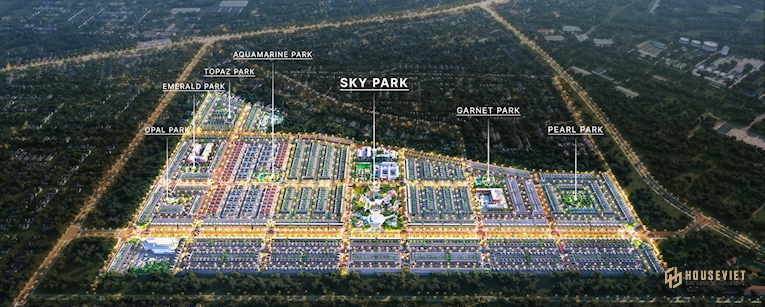 AQUAMARINE PARK
TOPAZ PARK
EMERALD PARK
SKY PARK
GARNET PARK
OPAL PARK
PEARL PARK
HOUSEVIET